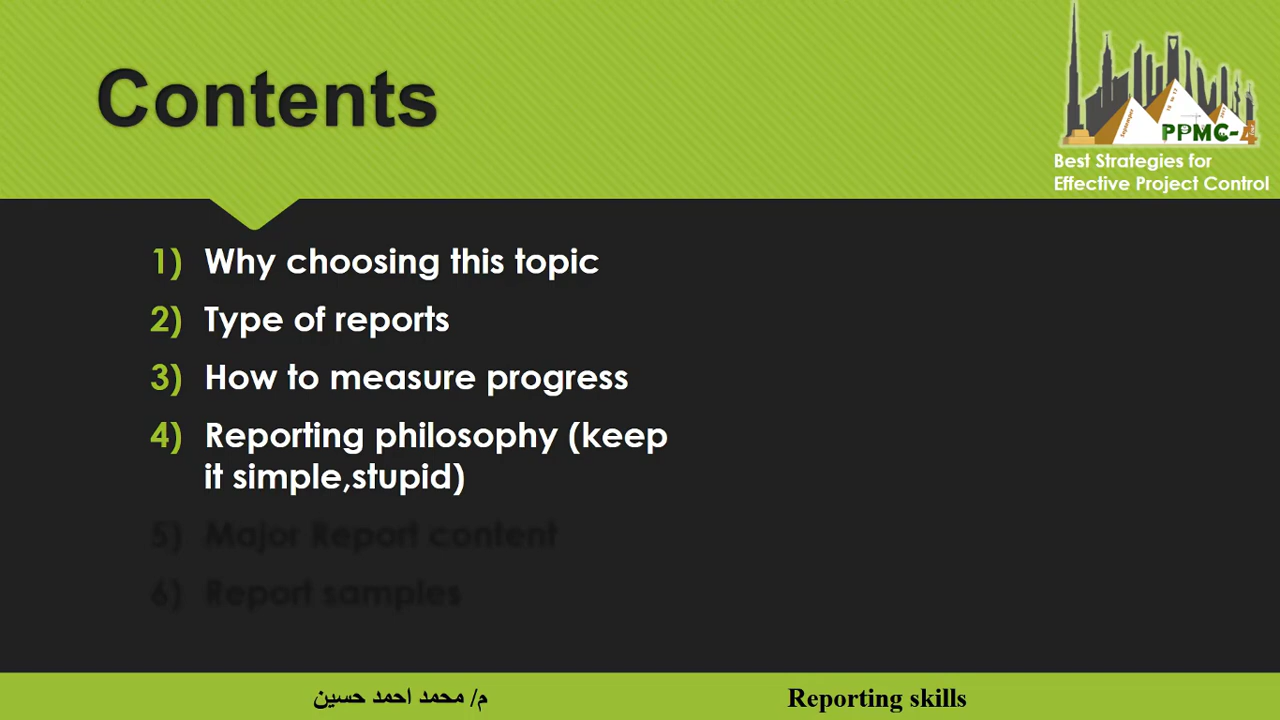 Contents
PPMC-4
Best Strategies for
Effective Project Control
1) Why choosing this topic
2) Type of reports
3) How to measure progress
4) Reporting philosophy (keep
it simple,stupid)
5) Major Report content
6) Report samples
م/ محمد احمد حسين
Reporting skills